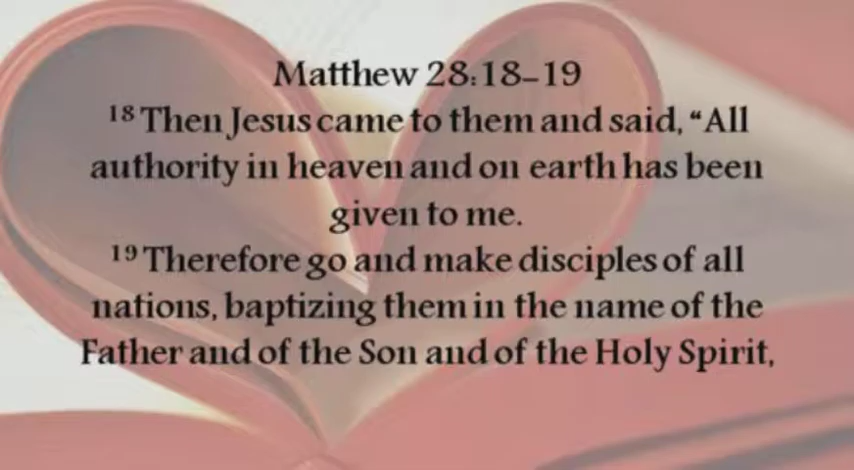 Matthew 28:18–19
18 Then Jesus came to them and said, “All
authority in heaven and on earth has been
given to me.
19 Therefore go and make disciples of all
nations, baptizing them in the name of the
Father and of the Son and of the Holy Spirit,